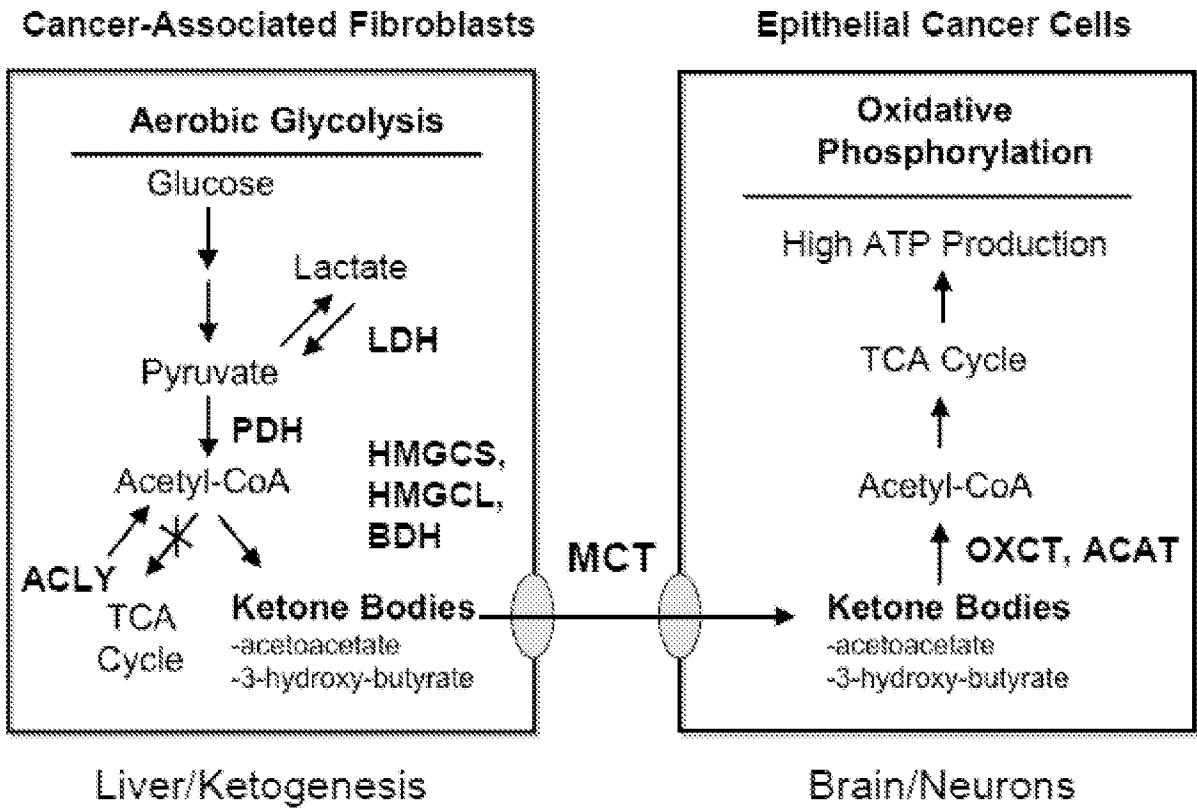 Cancer-Associated Fibroblasts
Aerobic Glycolysis
Glucose
Lactate
LDH
Pyruvate
PDH
HMGCS,
HMGCL,
BDH
Acetyl-CoA
ACLY
TCA
Cycle
Ketone Bodies
-acetoacetate
-3-hydroxy-butyrate
Liver/Ketogenesis
MCT
Epithelial Cancer Cells
Oxidative
Phosphorylation
High ATP Production
TCA Cycle
Acetyl-CoA
OXCT, ACAT
Ketone Bodies
-acetoacetate
-3-hydroxy-butyrate
Brain/Neurons